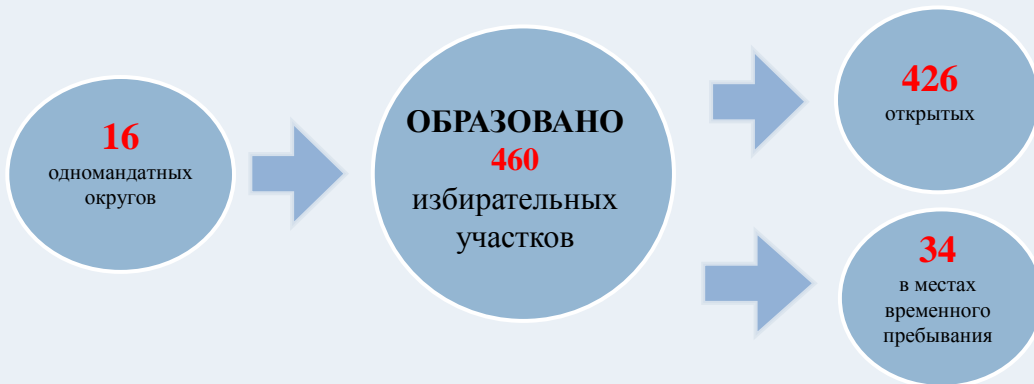 16
одномандатных
округов
ОБРАЗОВАНО
460
избирательных
участков
426
открытых
34
в местах
временного
пребывания